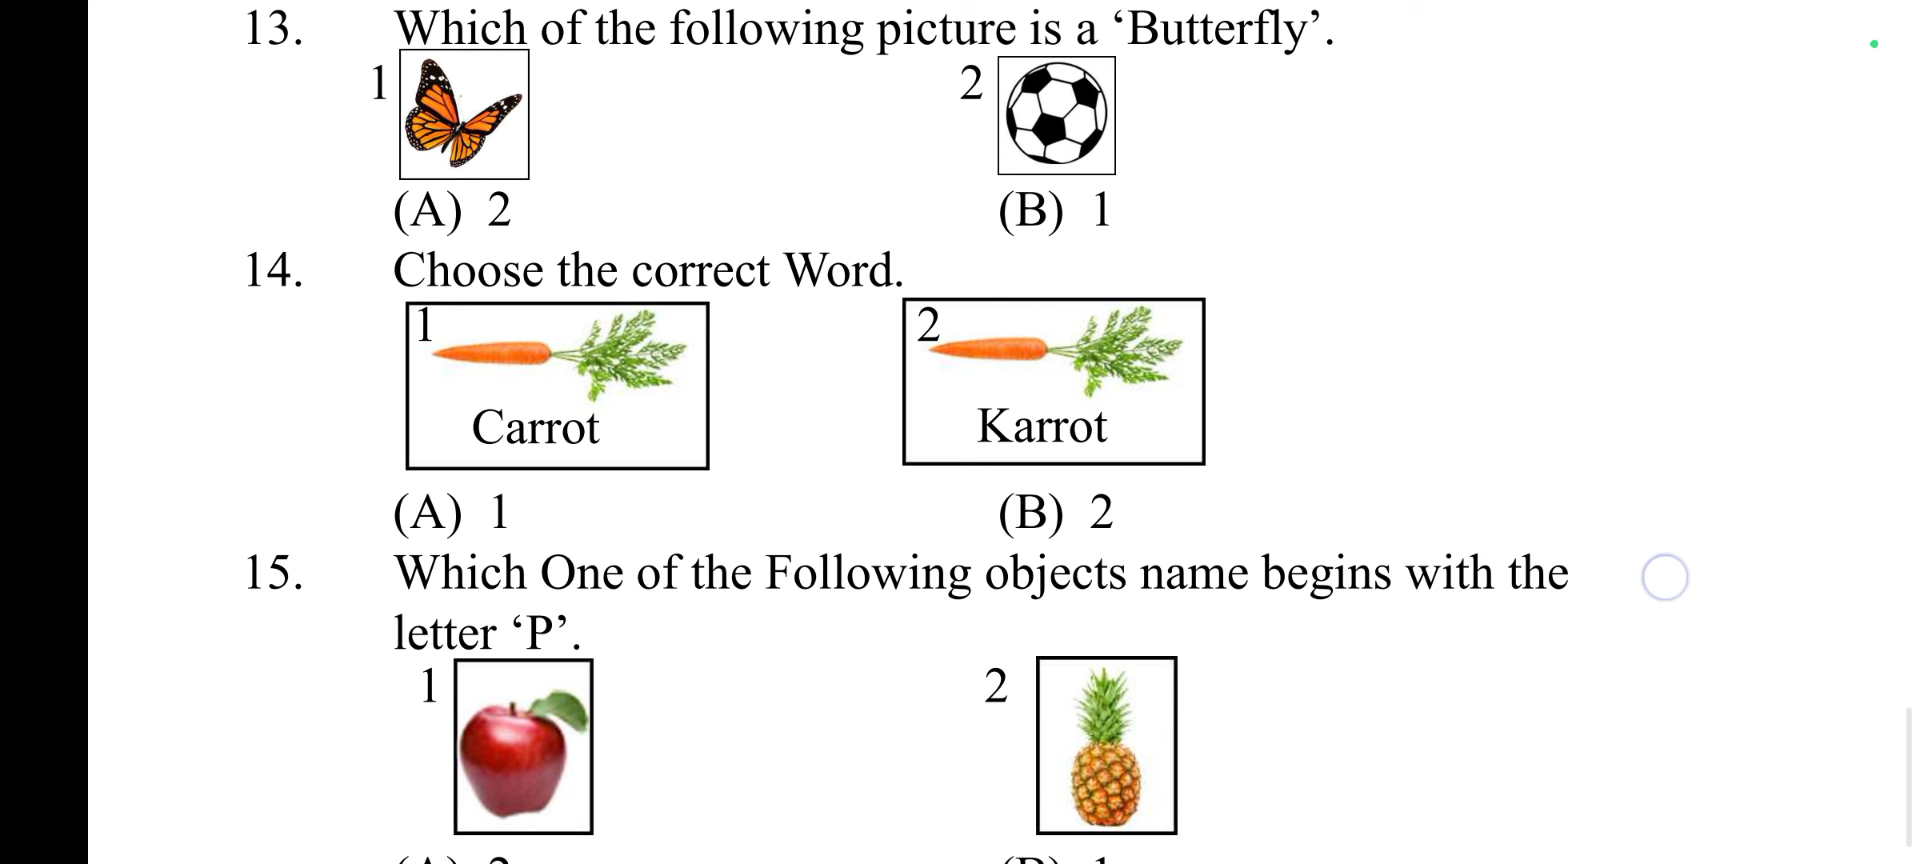 13. Which of the following picture is a ‘Butterfly’.
1 2
(A) 2 (B) 1
14. Choose the correct Word.
1 2
Carrot Karrot
(A) 1 (B) 2
15. Which One of the Following objects name begins with the
letter ‘P’.
1 2